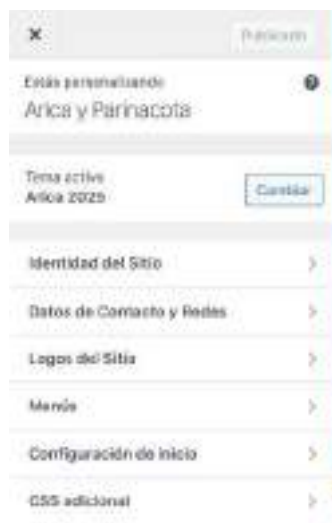 Publicado
Estás personalizando
Arica y Parinacota
Tema activo
Arica 2025
Cambiar
Identidad del Sitio
Datos de Contacto y Redes
Logos del Sitio
Menús
Configuración de inicio
CSS adicional